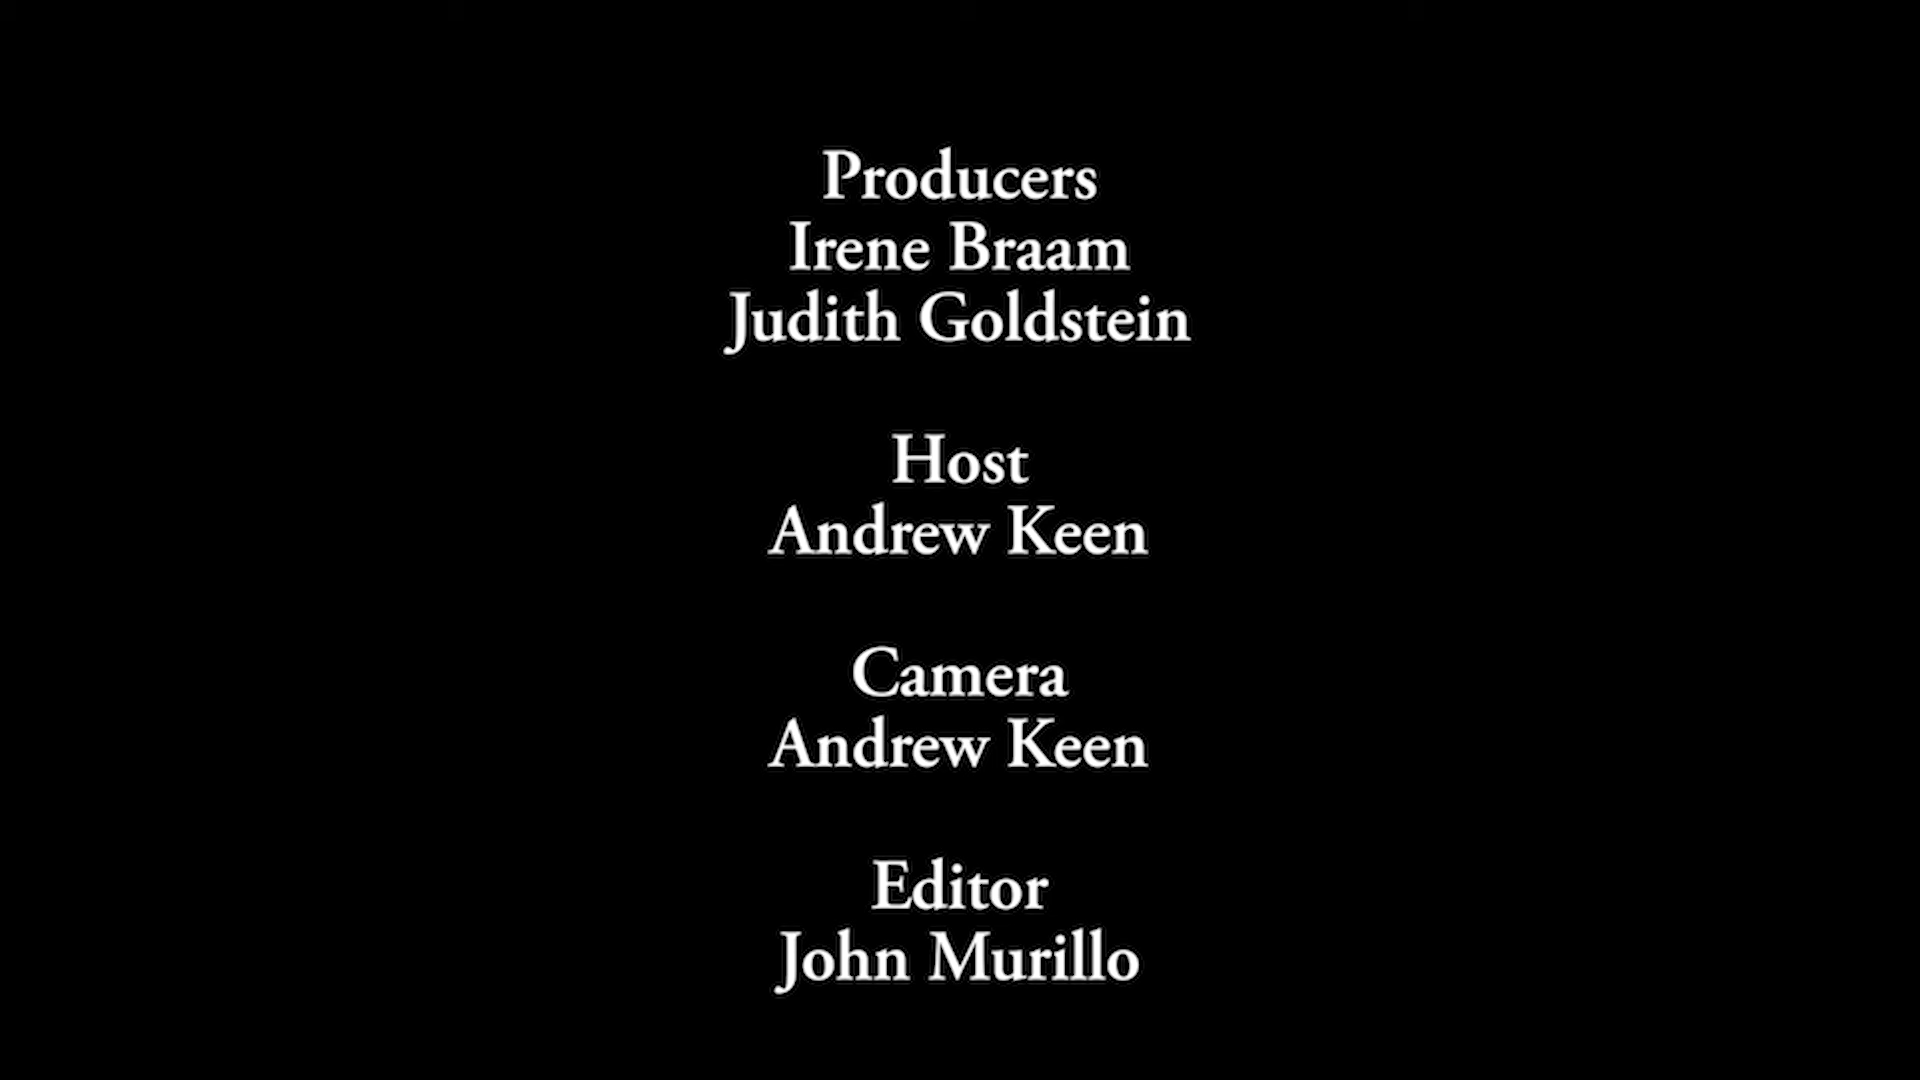 Producers
Irene Braam
Judith Goldstein
Host
Andrew Keen
Camera
Andrew Keen
Editor
John Murillo